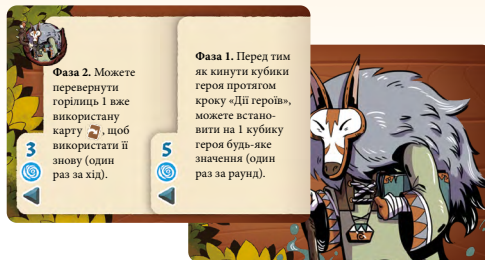 Фаза 2. Можете
перевернути
горілиць 1 вже
використану
карту , щоб
використати її
знову (один
раз за хід).
3
Фаза 1. Перед тим
як кинути кубики
героя протягом
кроку «Дії героїв»,
можете встано-
вити на 1 кубику
героя будь-яке
значення (один
раз за раунд).
5